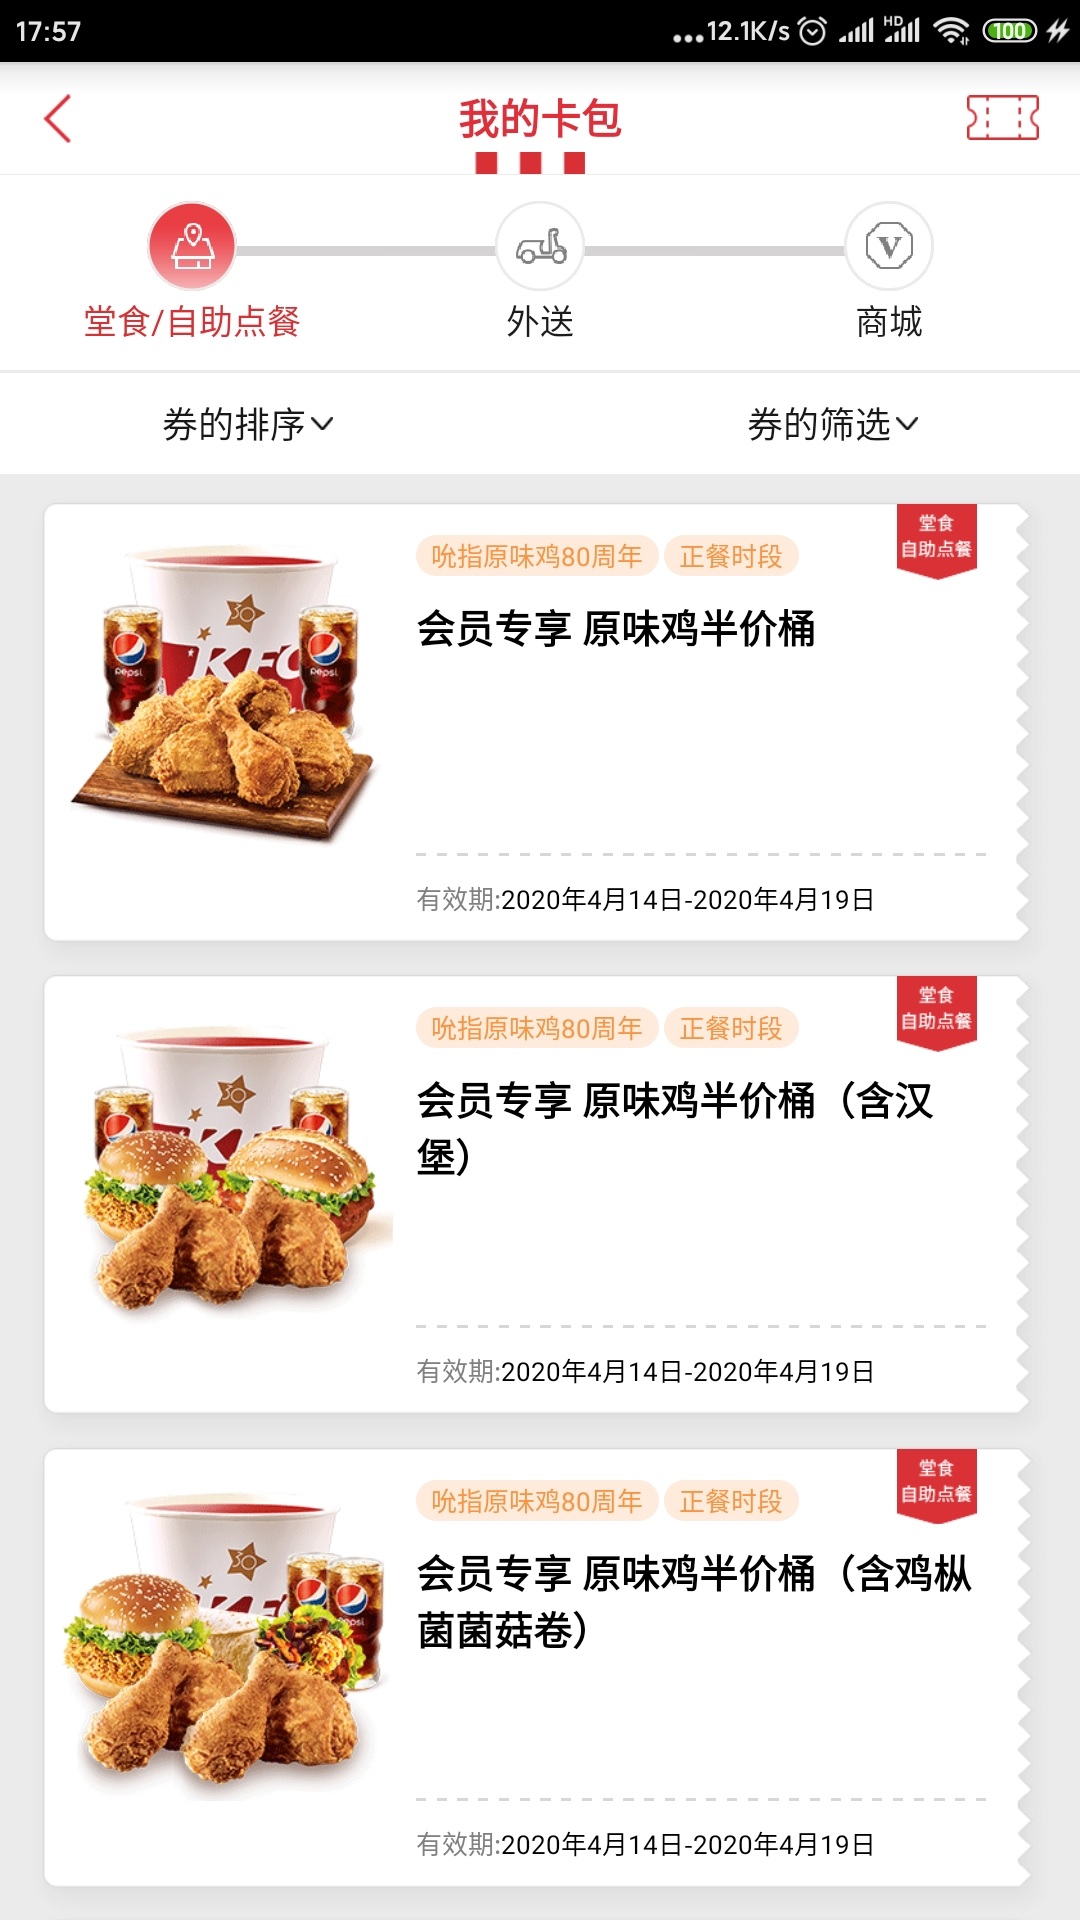 17:57
...12.1K/s
HD
100
我的卡包
堂食/自助点餐
外送
V
商城
券的排序
券的筛选
吮指原味鸡80周年
正餐时段
堂食
自助点餐
会员专享 原味鸡半价桶
有效期:2020年4月14日-2020年4月19日
吮指原味鸡80周年
正餐时段
堂食
自助点餐
会员专享 原味鸡半价桶（含汉
堡）
有效期:2020年4月14日-2020年4月19日
吮指原味鸡80周年
正餐时段
堂食
自助点餐
会员专享 原味鸡半价桶（含鸡枞
菌菌菇卷）
有效期:2020年4月14日-2020年4月19日